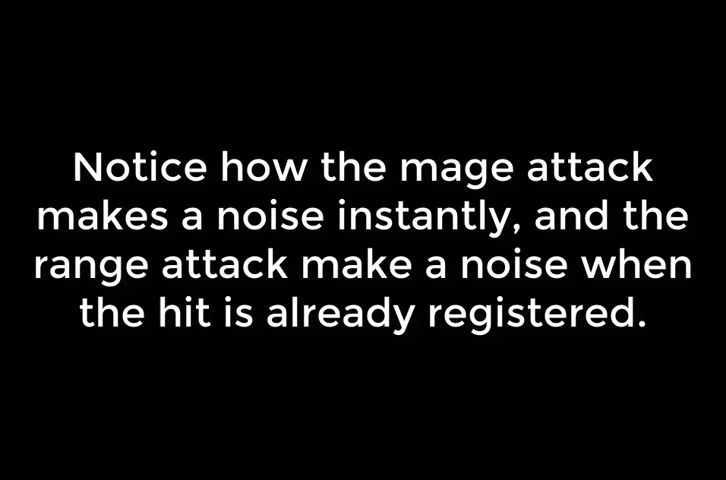 Notice how the mage attack
makes a noise instantly, and the
range attack make a noise when
the hit is already registered.